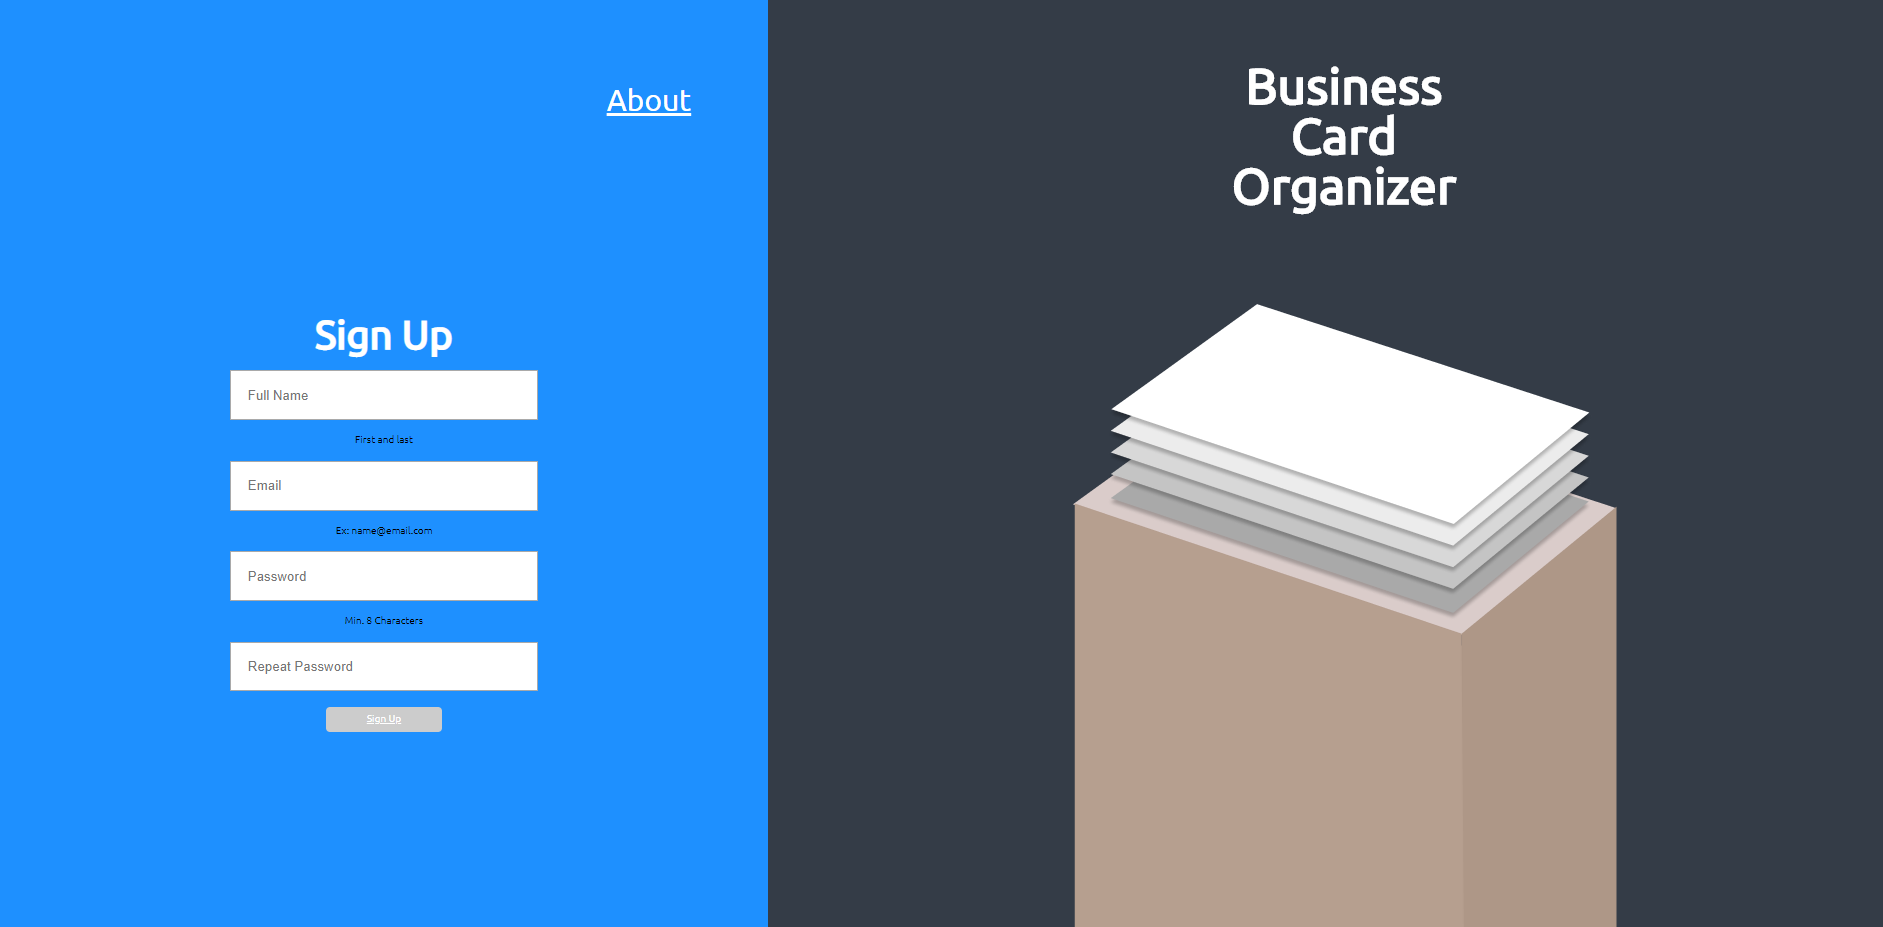 About
Business
Card
Organizer
Sign Up
Full Name
First and last
Email
Ex: name@email.com
Password
Min. 8 Characters
Repeat Password
Sign Up